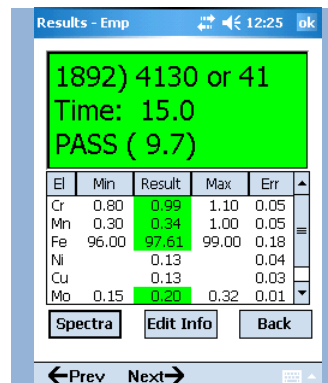 Results - Emp 12:25 ok
1892) 4130 or 41
Time: 15.0
PASS ( 9.7)
El Min Result Max Err
Cr 0.80 0.99 1.10 0.05
Mn 0.30 0.34 1.00 0.05
Fe 96.00 97.61 99.00 0.18
Ni 0.13 0.04
Cu 0.13 0.03
Mo 0.15 0.20 0.32 0.01
Spectra Edit Info Back
←Prev Next→